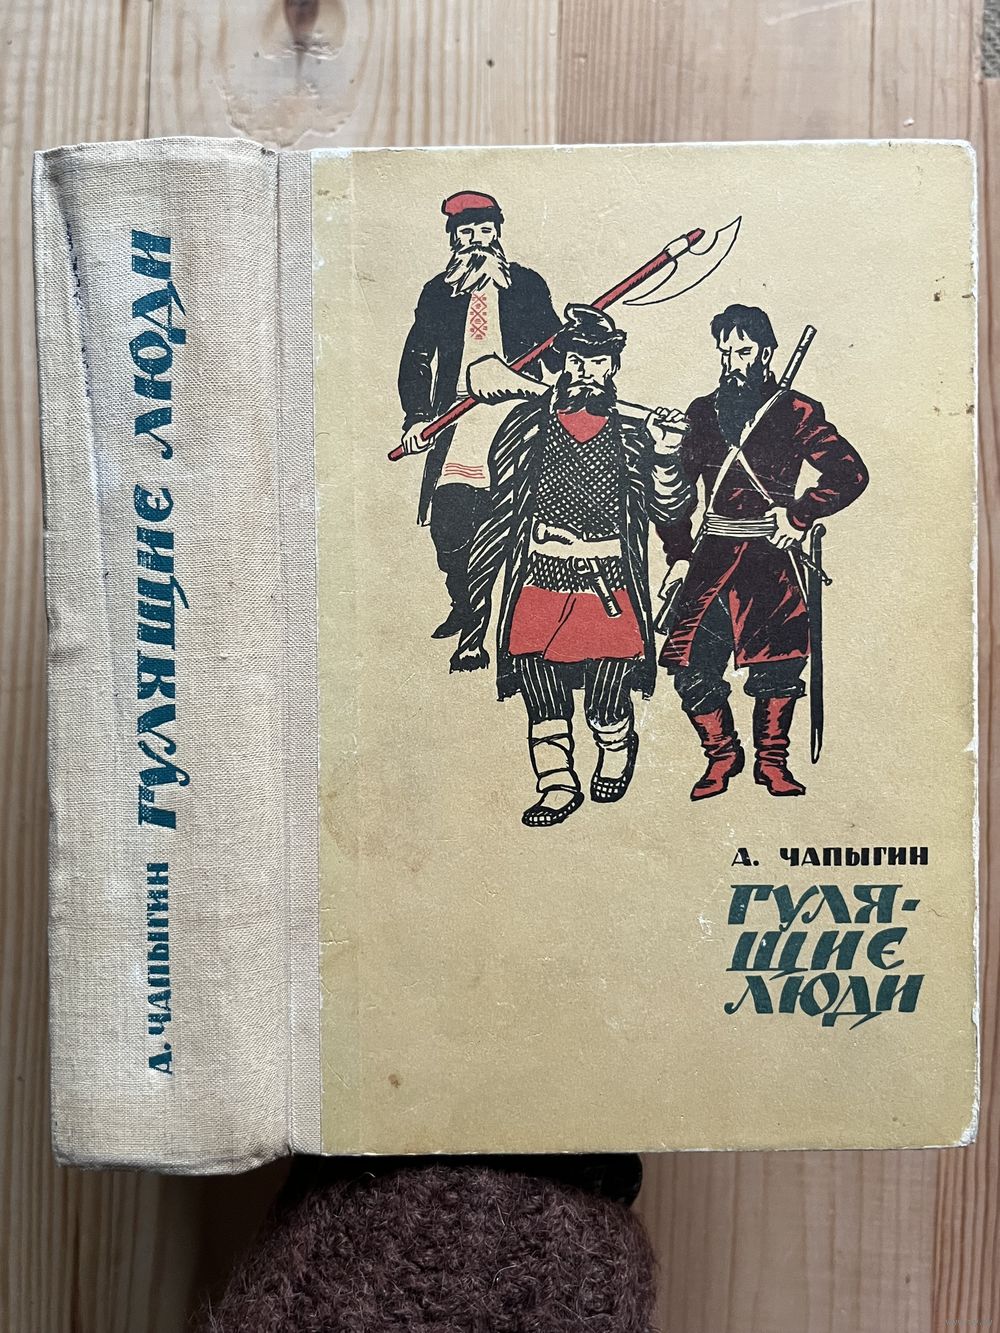 А. ЧАПЫГИН ГУЛЯЩИЕ ЛЮДИ
А. ЧАПЫГИН
ГУЛЯ-
ЩИЕ
ЛЮДИ